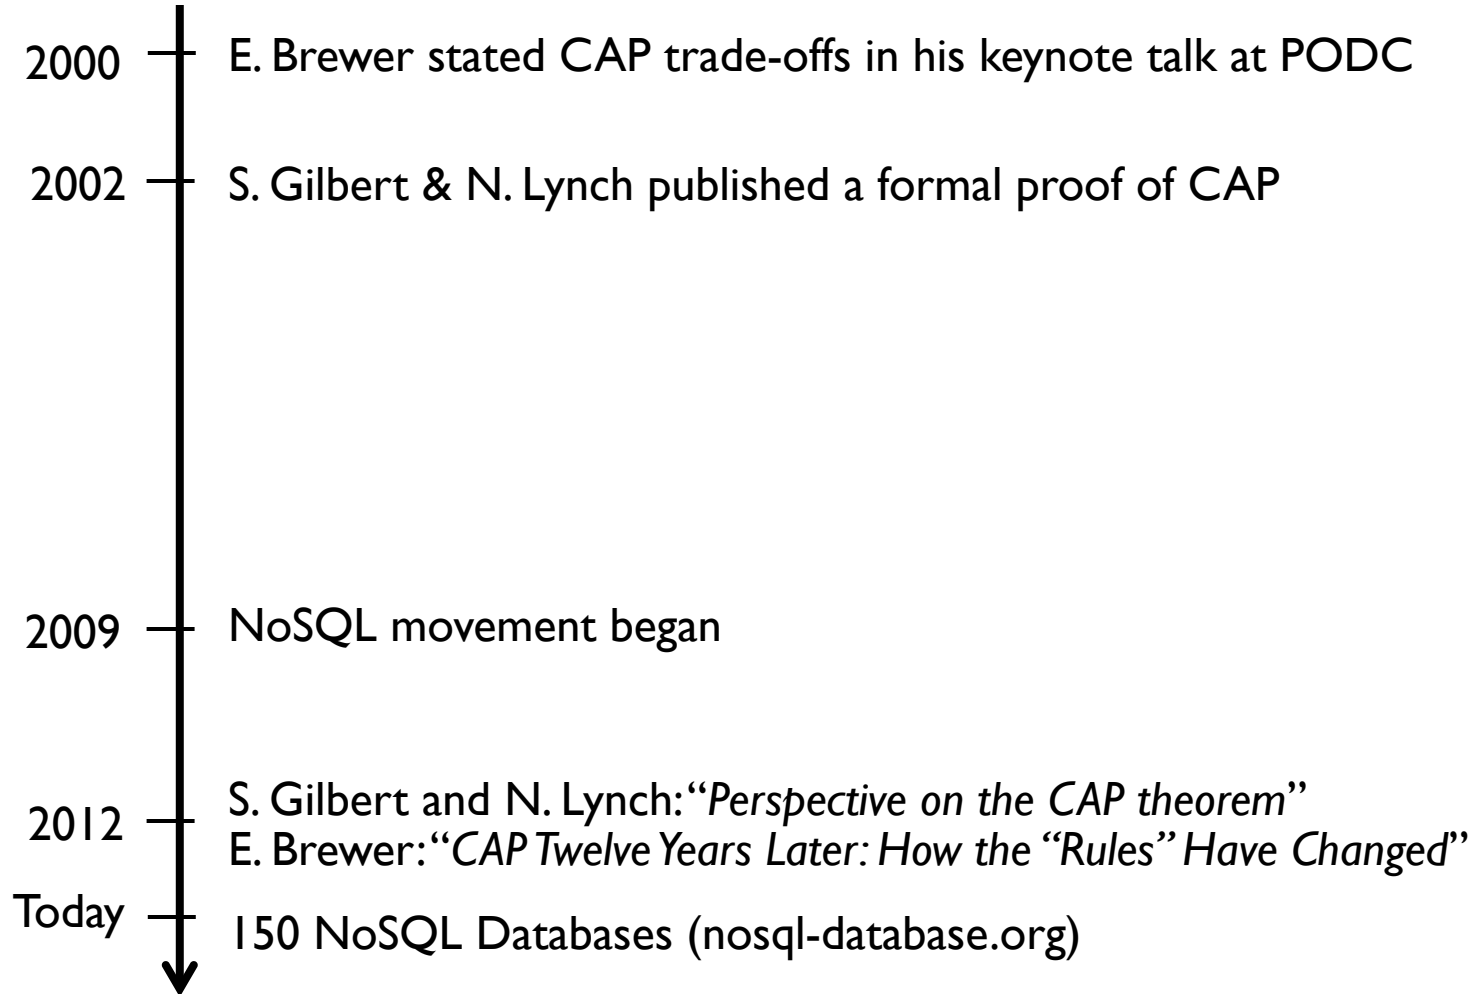 2000 E. Brewer stated CAP trade-offs in his keynote talk at PODC
2002 S. Gilbert & N. Lynch published a formal proof of CAP
2009 NoSQL movement began
2012 S. Gilbert and N. Lynch: “Perspective on the CAP theorem”
E. Brewer: “CAP Twelve Years Later: How the “Rules” Have Changed”
Today 150 NoSQL Databases (nosql-database.org)